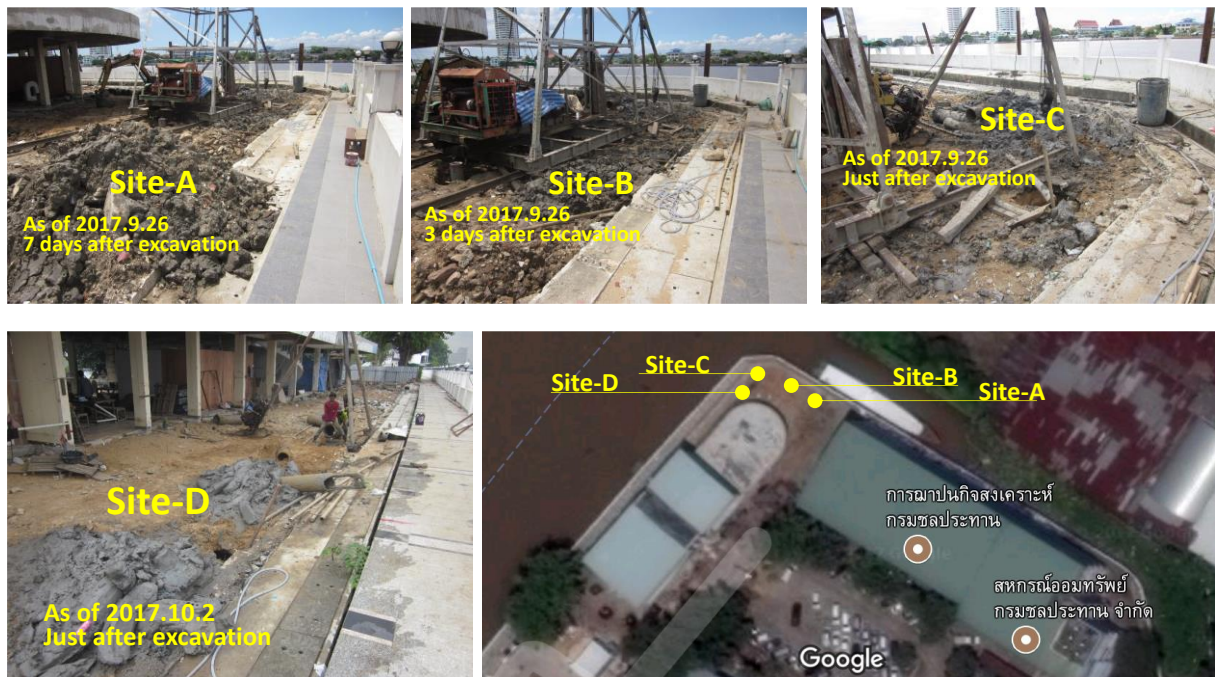 Site-A
As of 2017.9.26
7 days after excavation
Site-B
As of 2017.9.26
3 days after excavation
Site-C
As of 2017.9.26
Just after excavation
Site-D
As of 2017.10.2
Just after excavation
Site-C
Site-D
Site-B
Site-A
การฌาปนกิจสงเคราะห์
กรมชลประทาน
สหกรณ์ออมทรัพย์
กรมชลประทาน จำกัด
Google